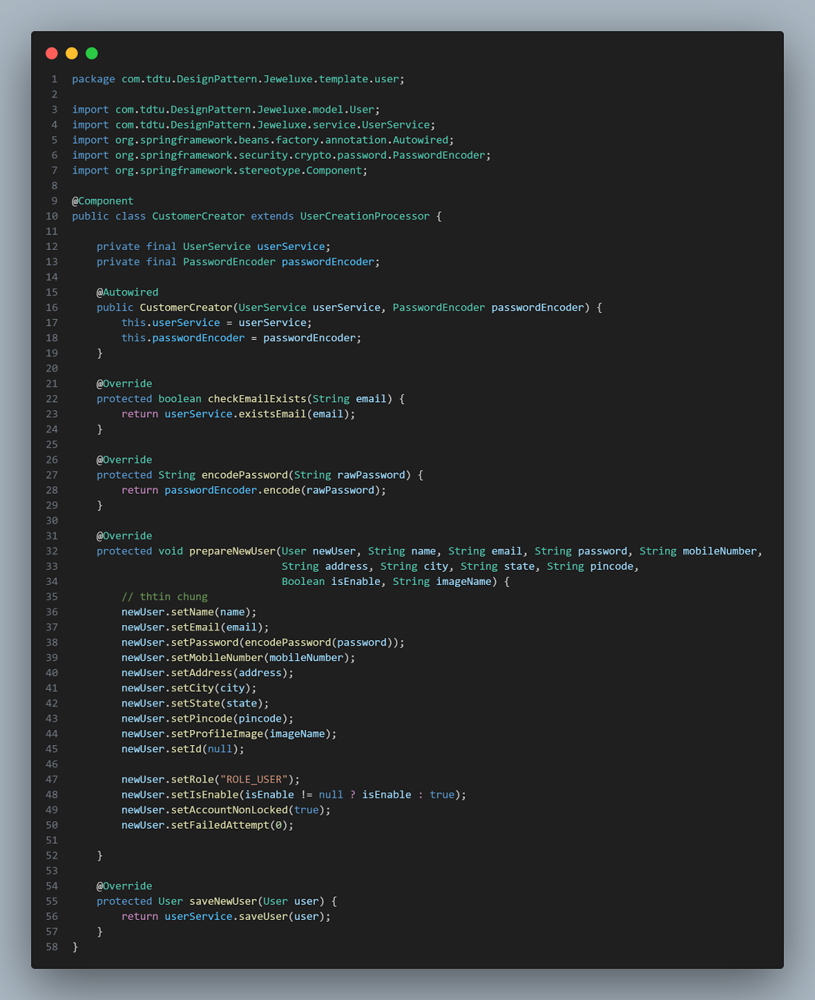 1 package com.tdtu.DesignPattern.Jeweluxe.template.user;
2
3 import com.tdtu.DesignPattern.Jeweluxe.model.User;
4 import com.tdtu.DesignPattern.Jeweluxe.service.UserService;
5 import org.springframework.beans.factory.annotation.Autowired;
6 import org.springframework.security.crypto.password.PasswordEncoder;
7 import org.springframework.stereotype.Component;
8
9 @Component
10 public class CustomerCreator extends UserCreationProcessor {
11
12     private final UserService userService;
13     private final PasswordEncoder passwordEncoder;
14
15     @Autowired
16     public CustomerCreator(UserService userService, PasswordEncoder passwordEncoder) {
17         this.userService = userService;
18         this.passwordEncoder = passwordEncoder;
19     }
20
21     @Override
22     protected boolean checkEmailExists(String email) {
23         return userService.existsEmail(email);
24     }
25
26     @Override
27     protected String encodePassword(String rawPassword) {
28         return passwordEncoder.encode(rawPassword);
29     }
30
31     @Override
32     protected void prepareNewUser(User newUser, String name, String email, String password, String mobileNumber,
33                                   String address, String city, String state, String pincode,
34                                   Boolean isEnable, String imageName) {
35         // thtin chung
36         newUser.setName(name);
37         newUser.setEmail(email);
38         newUser.setPassword(encodePassword(password));
39         newUser.setMobileNumber(mobileNumber);
40         newUser.setAddress(address);
41         newUser.setCity(city);
42         newUser.setState(state);
43         newUser.setPincode(pincode);
44         newUser.setProfileImage(imageName);
45         newUser.setId(null);
46
47         newUser.setRole("ROLE_USER");
48         newUser.setIsEnable(isEnable != null ? isEnable : true);
49         newUser.setAccountNonLocked(true);
50         newUser.setFailedAttempt(0);
51
52     }
53
54     @Override
55     protected User saveNewUser(User user) {
56         return userService.saveUser(user);
57     }
58 }